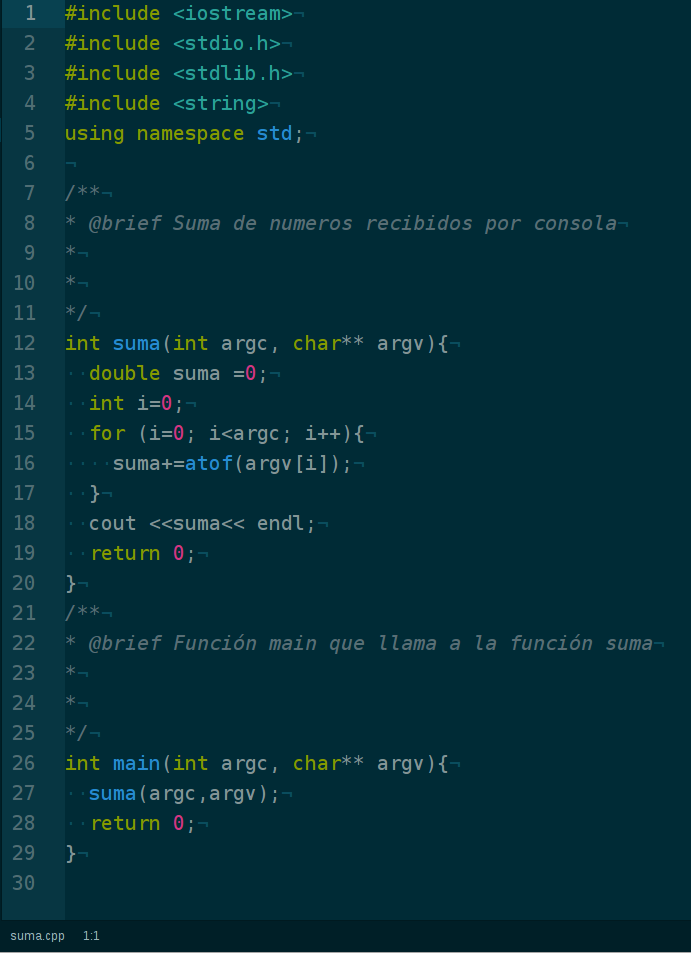 1 #include <iostream>¬
2 #include <stdio.h>¬
3 #include <stdlib.h>¬
4 #include <string>¬
5 using namespace std;¬
6 ¬
7 /**¬
8 * @brief Suma de numeros recibidos por consola¬
9 *¬
10 *¬
11 */¬
12 int suma(int argc, char** argv){¬
13 ··double suma =0;¬
14 ··int i=0;¬
15 ··for (i=0; i<argc; i++){¬
16 ····suma+=atof(argv[i]);¬
17 ··}¬
18 ··cout <<suma<< endl;¬
19 ··return 0;¬
20 }¬
21 /**¬
22 * @brief Función main que llama a la función suma¬
23 *¬
24 *¬
25 */¬
26 int main(int argc, char** argv){¬
27 ··suma(argc,argv);¬
28 ··return 0;¬
29 }¬
30
suma.cpp 1:1